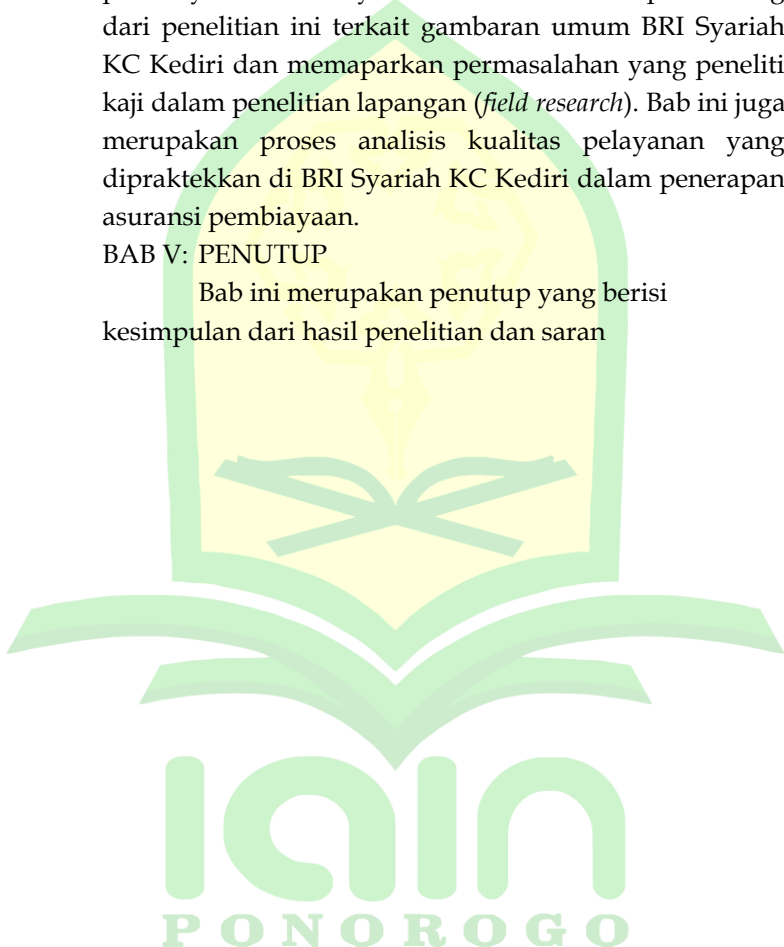 dari penelitian ini terkait gambaran umum BRI Syariah
KC Kediri dan memaparkan permasalahan yang peneliti
kaji dalam penelitian lapangan (field research). Bab ini juga
merupakan proses analisis kualitas pelayanan yang
dipraktekkan di BRI Syariah KC Kediri dalam penerapan
asuransi pembiayaan.
BAB V: PENUTUP
Bab ini merupakan penutup yang berisi
kesimpulan dari hasil penelitian dan saran
iain
PONOROGO